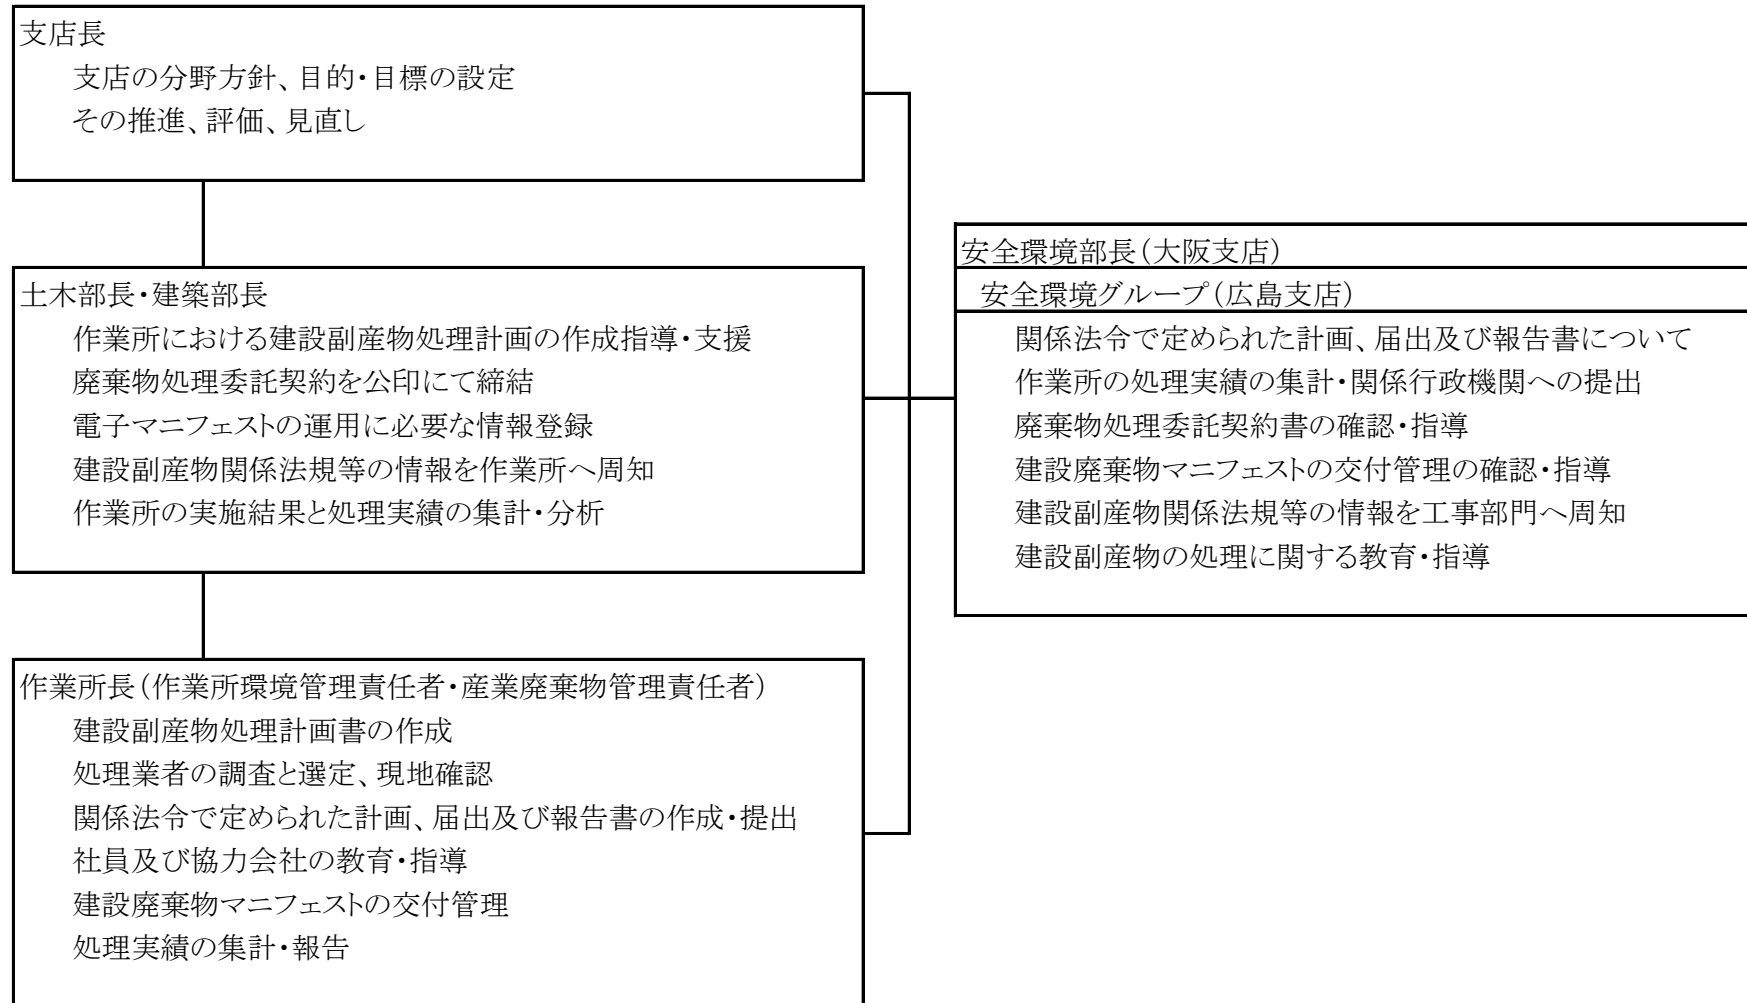 支店長
支店の分野方針、目的・目標の設定
その推進、評価、見直し
土木部長・建築部長
作業所における建設副産物処理計画の作成指導・支援
廃棄物処理委託契約を公印にて締結
電子マニフェストの運用に必要な情報登録
建設副産物関係法規等の情報を作業所へ周知
作業所の実施結果と処理実績の集計・分析
作業所長（作業所環境管理責任者・産業廃棄物管理責任者）
建設副産物処理計画書の作成
処理業者の調査と選定、現地確認
関係法令で定められた計画、届出及び報告書の作成・提出
社員及び協力会社の教育・指導
建設廃棄物マニフェストの交付管理
処理実績の集計・報告
安全環境部長（大阪支店）
安全環境グループ（広島支店）
関係法令で定められた計画、届出及び報告書について
作業所の処理実績の集計・関係行政機関への提出
廃棄物処理委託契約書の確認・指導
建設廃棄物マニフェストの交付管理の確認・指導
建設副産物関係法規等の情報を工事部門へ周知
建設副産物の処理に関する教育・指導